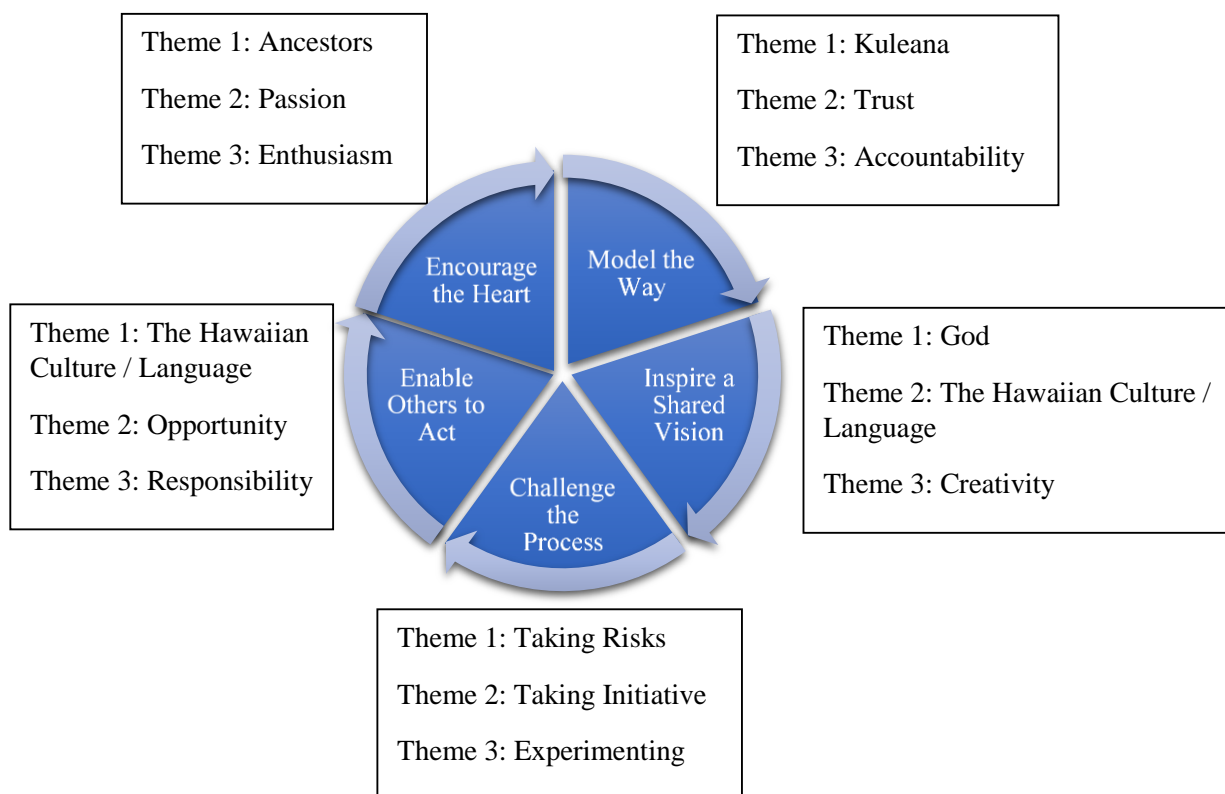 Theme 1: Ancestors
Theme 2: Passion
Theme 3: Enthusiasm
Theme 1: Kuleana
Theme 2: Trust
Theme 3: Accountability
Encourage
the Heart
Model the
Way
Theme 1: The Hawaiian
Culture / Language
Theme 2: Opportunity
Theme 3: Responsibility
Enable
Others to
Act
Inspire a
Shared
Vision
Theme 1: God
Theme 2: The Hawaiian Culture /
Language
Theme 3: Creativity
Challenge
the
Process
Theme 1: Taking Risks
Theme 2: Taking Initiative
Theme 3: Experimenting